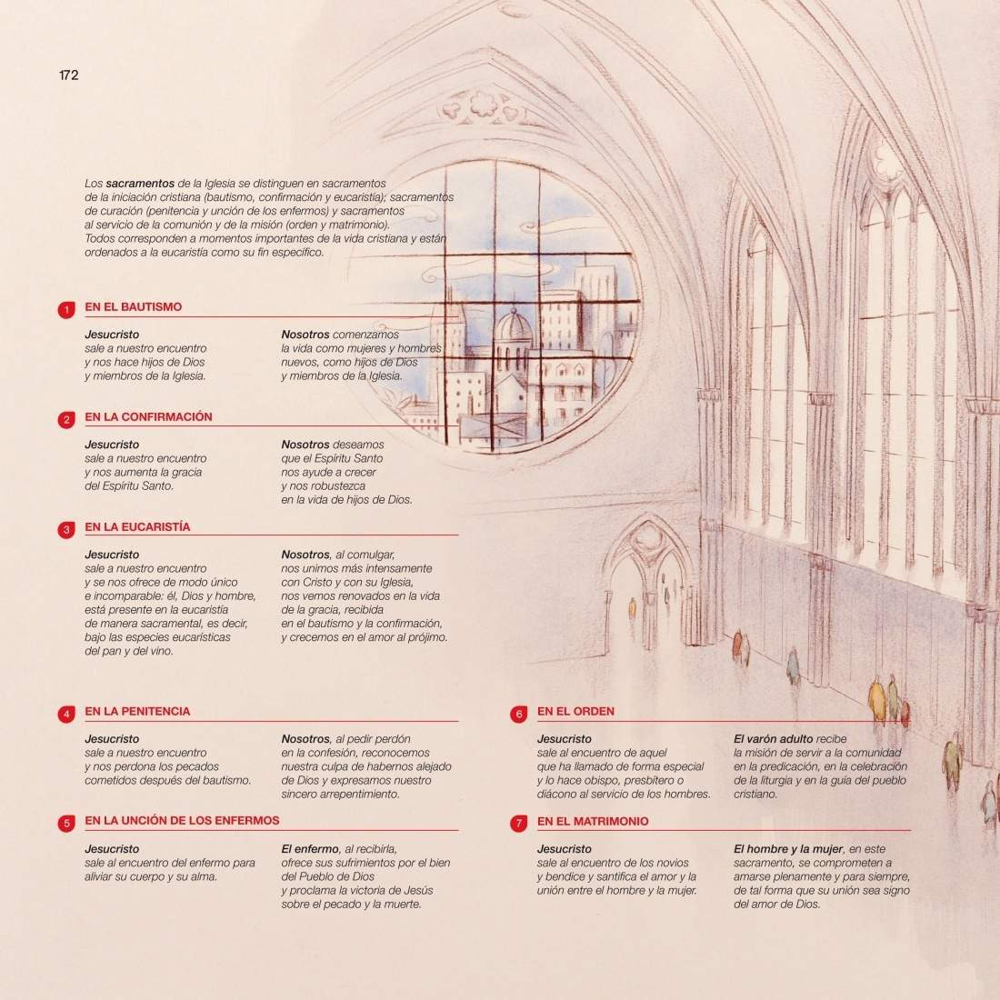 172
Los sacramentos de la Iglesia se distinguen en sacramentos
de la iniciación cristiana (bautismo, confirmación y eucaristía); sacramentos
de curación (penitencia y unción de los enfermos) y sacramentos
al servicio de la comunión y de la misión (orden y matrimonio).
Todos corresponden a momentos importantes de la vida cristiana y están
ordenados a la eucaristía como su fin específico.
1 EN EL BAUTISMO
Jesucristo
sale a nuestro encuentro
y nos hace hijos de Dios
y miembros de la Iglesia.
Nosotros comenzamos
la vida como mujeres y hombres
nuevos, como hijos de Dios
y miembros de la Iglesia.
2 EN LA CONFIRMACIÓN
Jesucristo
sale a nuestro encuentro
y nos aumenta la gracia
del Espíritu Santo.
Nosotros deseamos
que el Espíritu Santo
nos ayude a crecer
y nos robustezca
en la vida de hijos de Dios.
3 EN LA EUCARISTÍA
Jesucristo
sale a nuestro encuentro
y se nos ofrece de modo único
e incomparable: él, Dios y hombre,
está presente en la eucaristía
de manera sacramental, es decir,
bajo las especies eucarísticas
del pan y del vino.
Nosotros, al comulgar,
nos unimos más intensamente
con Cristo y con su Iglesia,
nos vemos renovados en la vida
de la gracia, recibida
en el bautismo y la confirmación,
y crecemos en el amor al prójimo.
4 EN LA PENITENCIA
Jesucristo
sale a nuestro encuentro
y nos perdona los pecados
cometidos después del bautismo.
Nosotros, al pedir perdón
en la confesión, reconocemos
nuestra culpa de habernos alejado
de Dios y expresamos nuestro
sincero arrepentimiento.
5 EN LA UNCIÓN DE LOS ENFERMOS
Jesucristo
sale al encuentro del enfermo para
aliviar su cuerpo y su alma.
El enfermo, al recibirla,
ofrece sus sufrimientos por el bien
del Pueblo de Dios
y proclama la victoria de Jesús
sobre el pecado y la muerte.
6 EN EL ORDEN
Jesucristo
sale al encuentro de aquel
que ha llamado de forma especial
y lo hace obispo, presbítero o
diácono al servicio de los hombres.
El varón adulto recibe
la misión de servir a la comunidad
en la predicación, en la celebración
de la liturgia y en la guía del pueblo
cristiano.
7 EN EL MATRIMONIO
Jesucristo
sale al encuentro de los novios
y bendice y santifica el amor y la
unión entre el hombre y la mujer.
El hombre y la mujer, en este
sacramento, se comprometen a
amarse plenamente y para siempre,
de tal forma que su unión sea signo
del amor de Dios.